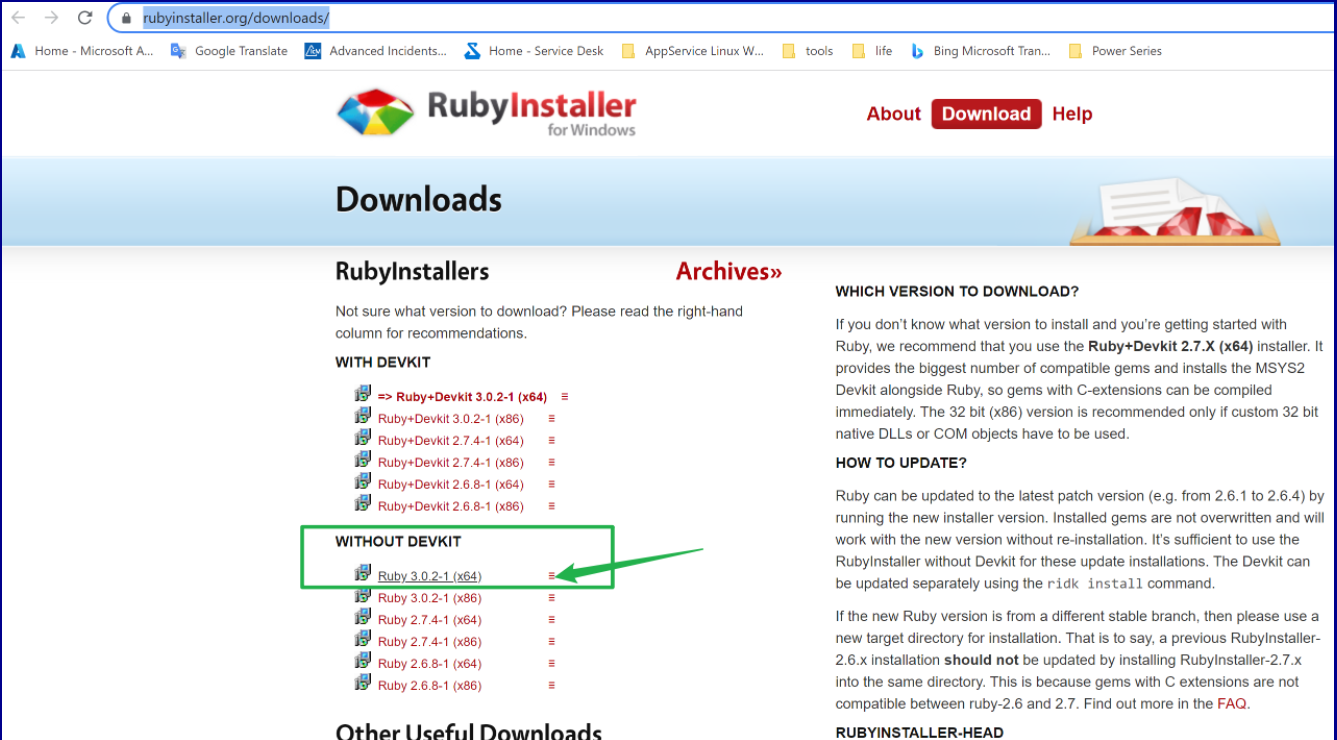 rubyinstaller.org/downloads/
Home - Microsoft A...
Google Translate
Advanced Incidents...
Home - Service Desk
AppService Linux W...
tools
life
Bing Microsoft Tran...
Power Series
RubyInstaller
for Windows
About
Download
Help
Downloads
RubyInstallers
Archives»
Not sure what version to download? Please read the right-hand
column for recommendations.
WITH DEVKIT
=> Ruby+Devkit 3.0.2-1 (x64)
Ruby+Devkit 3.0.2-1 (x86)
Ruby+Devkit 2.7.4-1 (x64)
Ruby+Devkit 2.7.4-1 (x86)
Ruby+Devkit 2.6.8-1 (x64)
Ruby+Devkit 2.6.8-1 (x86)
WITHOUT DEVKIT
Ruby 3.0.2-1 (x64)
Ruby 3.0.2-1 (x86)
Ruby 2.7.4-1 (x64)
Ruby 2.7.4-1 (x86)
Ruby 2.6.8-1 (x64)
Ruby 2.6.8-1 (x86)
Other Useful Downloads
WHICH VERSION TO DOWNLOAD?
If you don’t know what version to install and you’re getting started with
Ruby, we recommend that you use the Ruby+Devkit 2.7.X (x64) installer. It
provides the biggest number of compatible gems and installs the MSYS2
Devkit alongside Ruby, so gems with C-extensions can be compiled
immediately. The 32 bit (x86) version is recommended only if custom 32 bit
native DLLs or COM objects have to be used.
HOW TO UPDATE?
Ruby can be updated to the latest patch version (e.g. from 2.6.1 to 2.6.4) by
running the new installer version. Installed gems are not overwritten and will
work with the new version without re-installation. It’s sufficient to use the
RubyInstaller without Devkit for these update installations. The Devkit can
be updated separately using the ridk install command.
If the new Ruby version is from a different stable branch, then please use a
new target directory for installation. That is to say, a previous RubyInstaller-
2.6.x installation should not be updated by installing RubyInstaller-2.7.x
into the same directory. This is because gems with C extensions are not
compatible between ruby-2.6 and 2.7. Find out more in the FAQ.
RUBYINSTALLER-HEAD